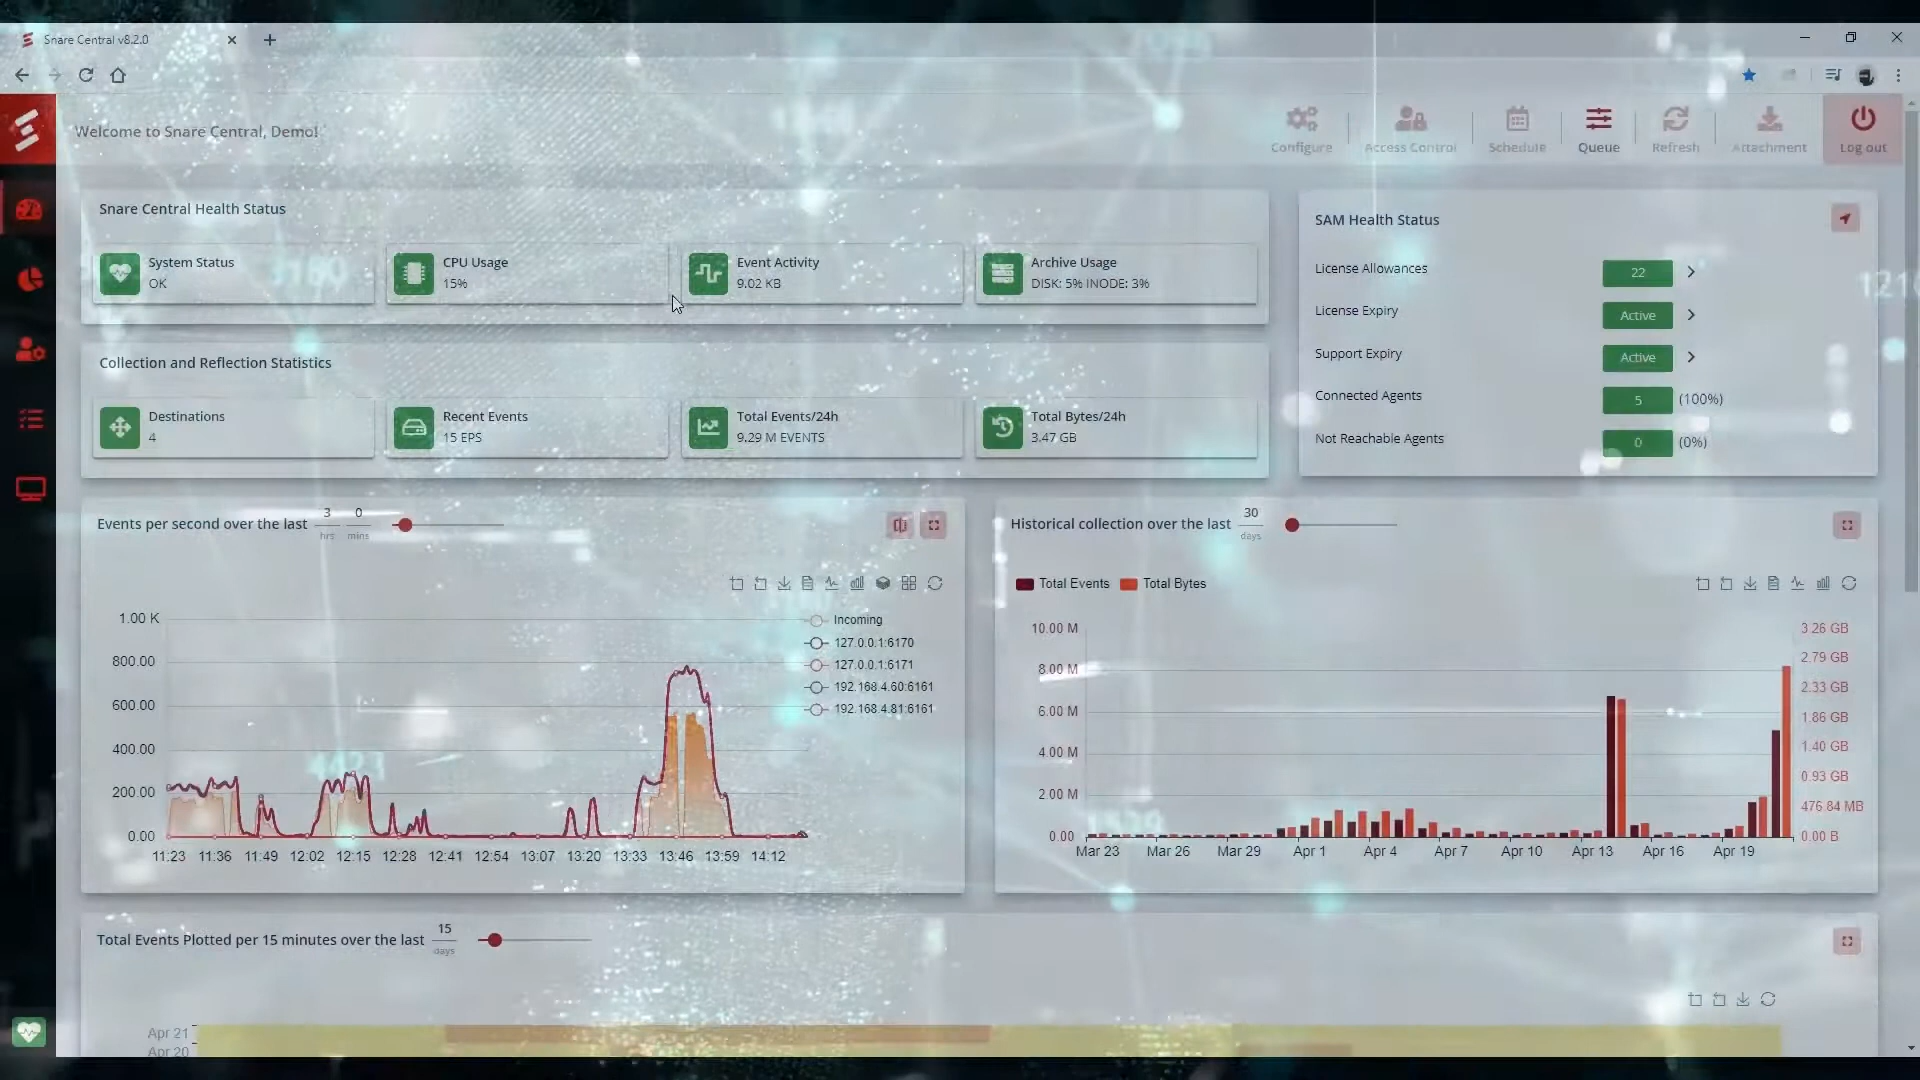 Snare Central v8.2.0
Welcome to Snare Central, Demo!
Configure
Access Control
Schedule
Queue
Refresh
Attachment
Log out
Snare Central Health Status
System Status
OK
CPU Usage
15%
Event Activity
9.02 KB
Archive Usage
DISK: 5% INODE: 3%
SAM Health Status
License Allowances
22
License Expiry
Active
Support Expiry
Active
Connected Agents
5 (100%)
Not Reachable Agents
0 (0%)
Collection and Reflection Statistics
Destinations
4
Recent Events
15 EPS
Total Events/24h
9.29 M EVENTS
Total Bytes/24h
3.47 GB
Events per second over the last 3 0
hrs mins
1.00 K
800.00
600.00
400.00
200.00
0.00
11:23 11:36 11:49 12:02 12:15 12:28 12:41 12:54 13:07 13:20 13:33 13:46 13:59 14:12
Incoming
127.0.0.1:6170
127.0.0.1:6171
192.168.4.60:6161
192.168.4.81:6161
Historical collection over the last 30
days
Total Events Total Bytes
10.00 M
8.00 M
6.00 M
4.00 M
2.00 M
0.00
3.26 GB
2.79 GB
2.33 GB
1.86 GB
1.40 GB
0.93 GB
476.84 MB
0.00 B
Mar 23 Mar 26 Mar 29 Apr 1 Apr 4 Apr 7 Apr 10 Apr 13 Apr 16 Apr 19
Total Events Plotted per 15 minutes over the last 15
days
Apr 21
Apr 20